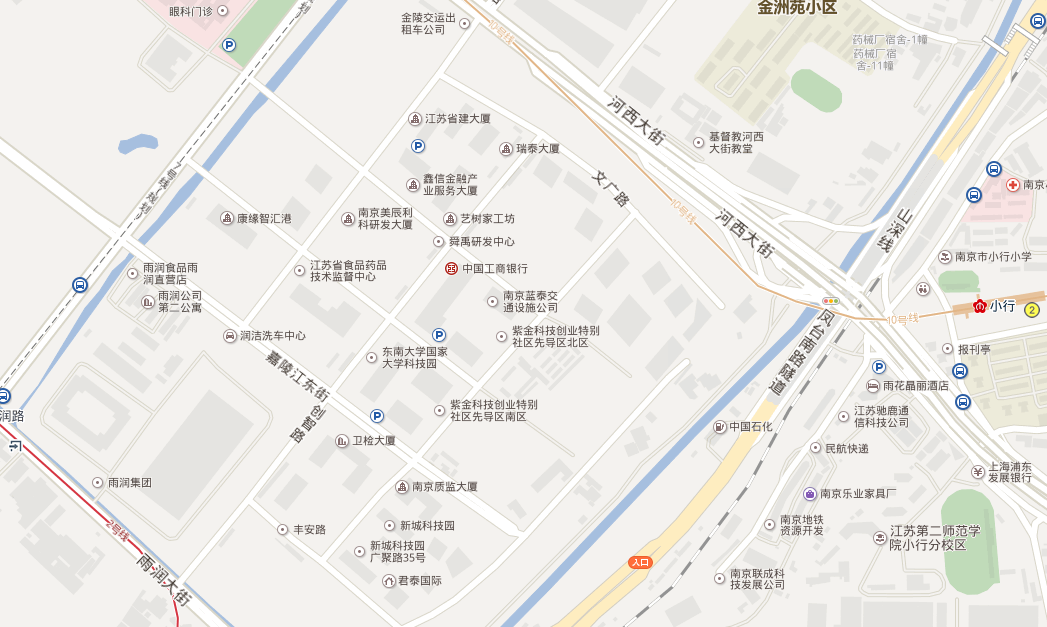 眼科门诊
金陵交运出
租车公司
金洲苑小区
药械厂宿舍-1幢
药械厂宿
舍-11幢
P
10号线
江苏省建大厦
河西大街
基督教河西
大街教堂
P
瑞泰大厦
7号线(规划)
7号线(规划)
鑫信金融产
业服务大厦
文广路
南京
10号线
康缘智汇港
南京美辰利
科研发大厦
艺树家工坊
河西大街
山深线
舜禹研发中心
南京市小行小学
雨润食品雨
润直营店
江苏省食品药品
技术监督中心
中国工商银行
雨润公司
第二公寓
南京蓝泰交
通设施公司
小行
2
10号线
凤台南路隧道
润洁洗车中心
P
紫金科技创业特别
社区先导区北区
报刊亭
东南大学国家
大学科技园
嘉陵江东街
P
雨花晶丽酒店
润路
创智路
P
紫金科技创业特别
社区先导区南区
江苏驰鹿通
信科技公司
中国石化
卫检大厦
民航快递
雨润集团
南京质监大厦
上海浦东
发展银行
南京乐业家具厂
2号线
丰安路
新城科技园
南京地铁
资源开发
江苏第二师范学
院小行分校区
新城科技园
广聚路35号
入口
雨润大街
君泰国际
南京联成科
技发展公司